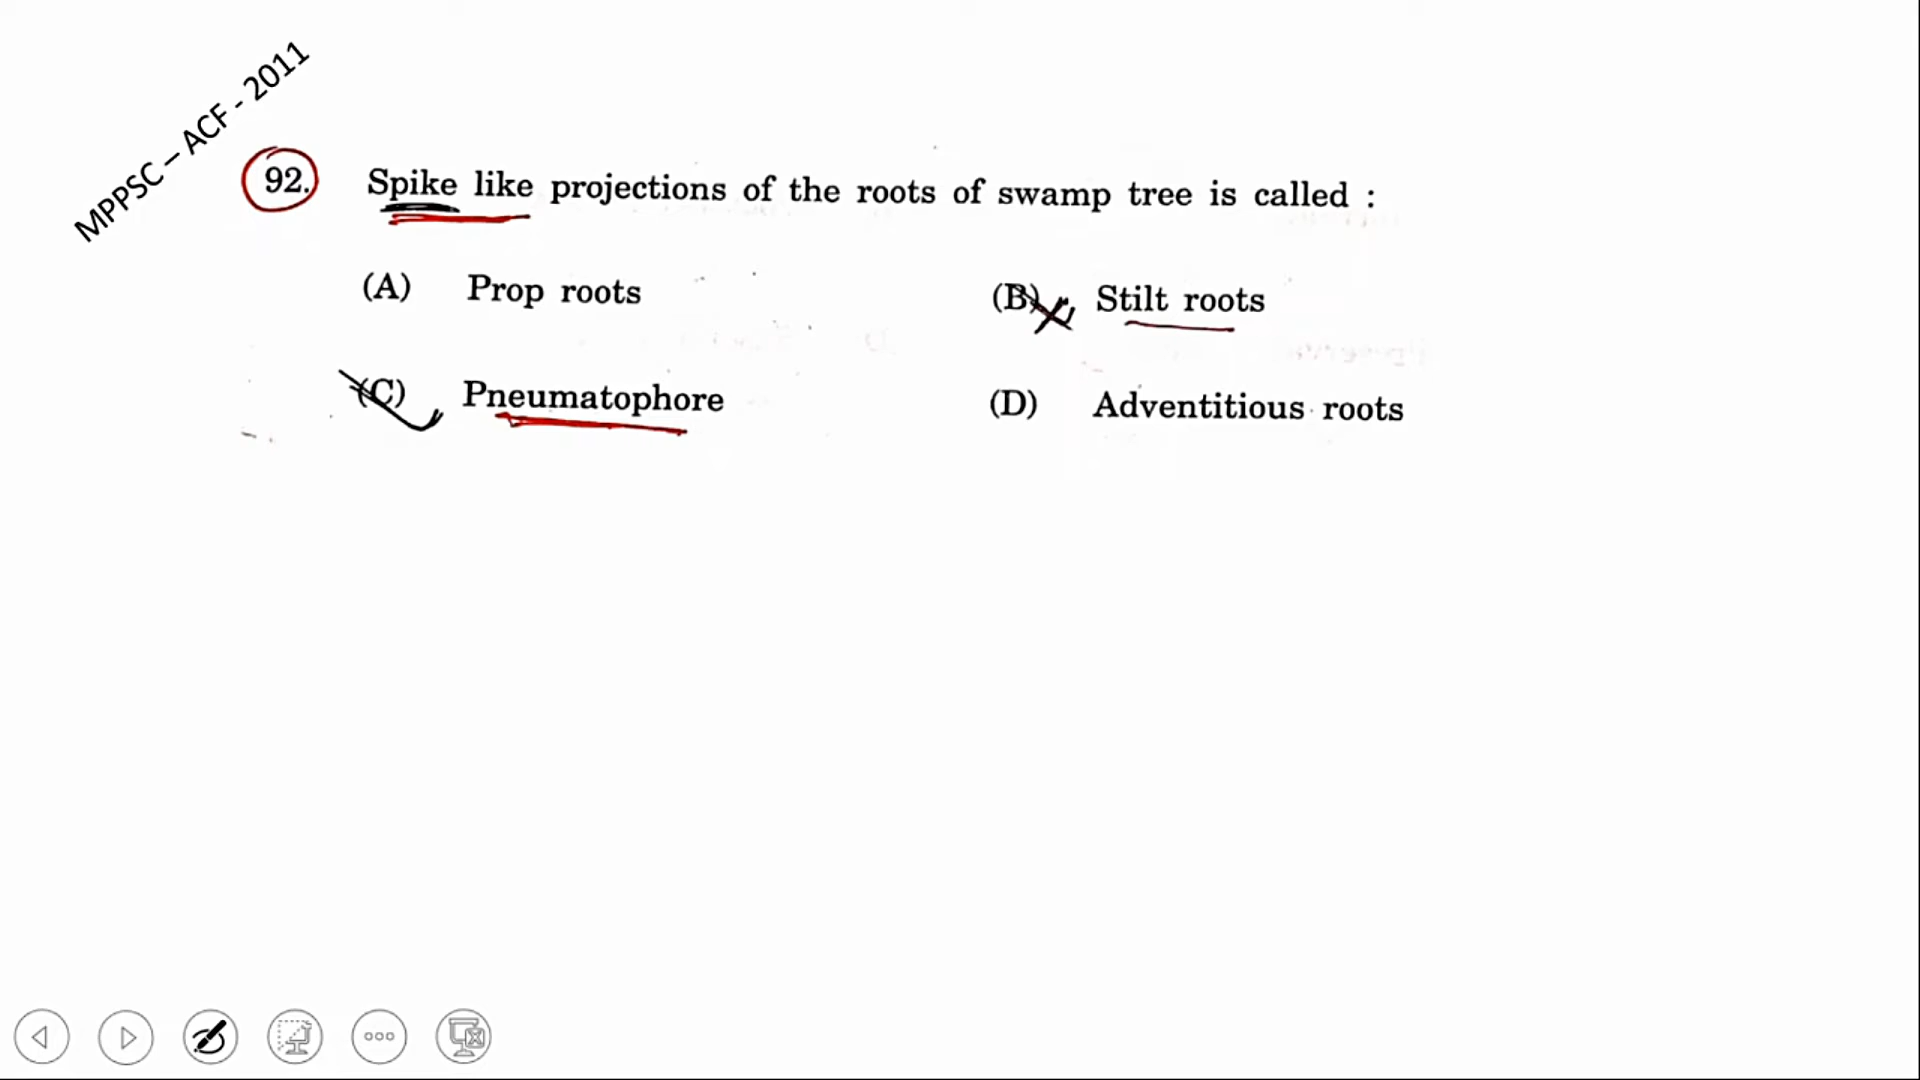 MPPSC – ACF - 2011
92. Spike like projections of the roots of swamp tree is called :
(A) Prop roots (B) Stilt roots
(C) Pneumatophore (D) Adventitious roots